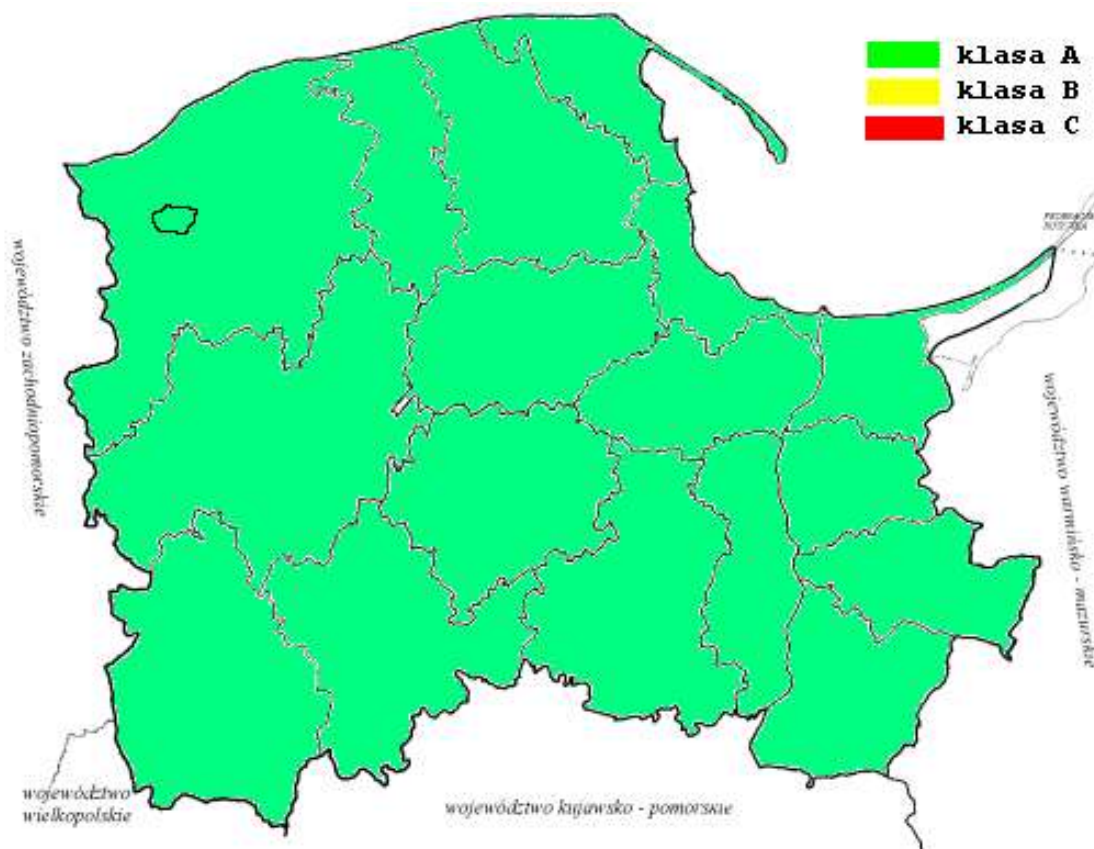 klasa A
klasa B
klasa C
województwo zachodniopomorskie
województwo warmińsko - mazurskie
województwo
wielkopolskie
województwo kujawsko - pomorskie